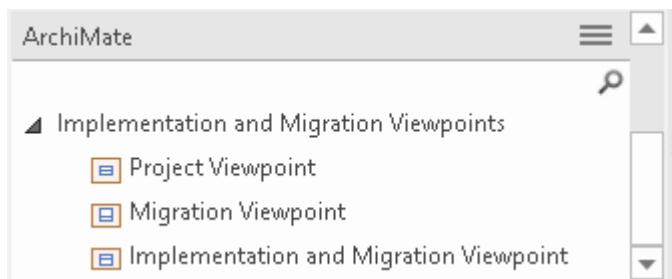 ArchiMate
Implementation and Migration Viewpoints
Project Viewpoint
Migration Viewpoint
Implementation and Migration Viewpoint